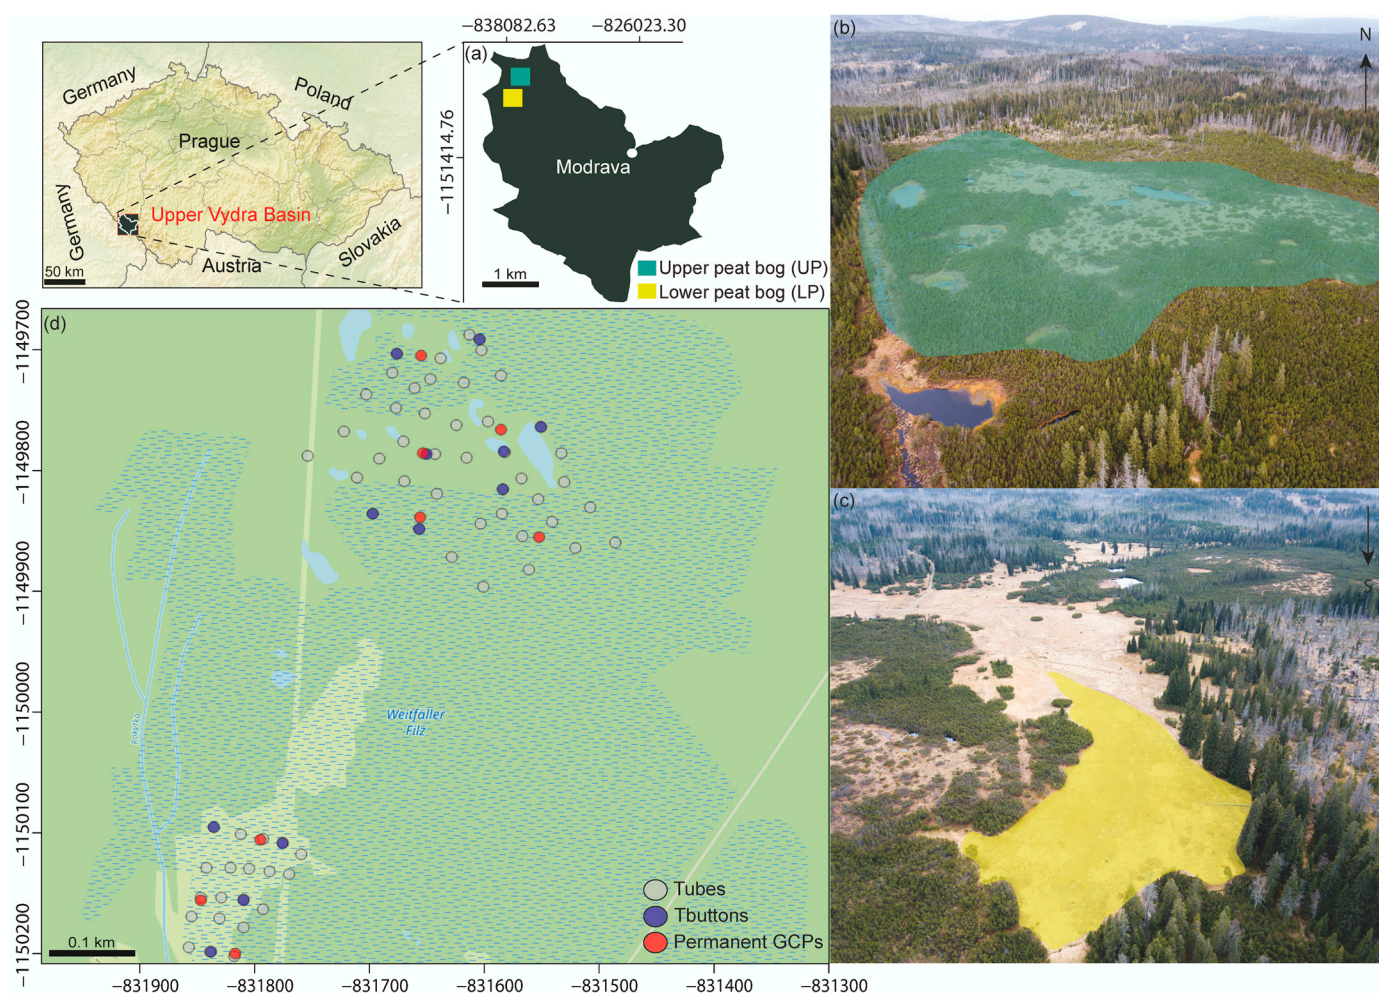 −838082.63
−826023.30
(a)
−1151414.76
Modrava
1 km
Upper peat bog (UP)
Lower peat bog (LP)
Germany
Poland
Prague
Germany
Upper Vydra Basin
Slovakia
Austria
50 km
(b)
N
(c)
S
(d)
−1149700
−1149800
−1149900
−1150000
−1150100
−1150200
Rokytka
Weitfaller
Filz
Tubes
Tbuttons
Permanent GCPs
0.1 km
−831900
−831800
−831700
−831600
−831500
−831400
−831300